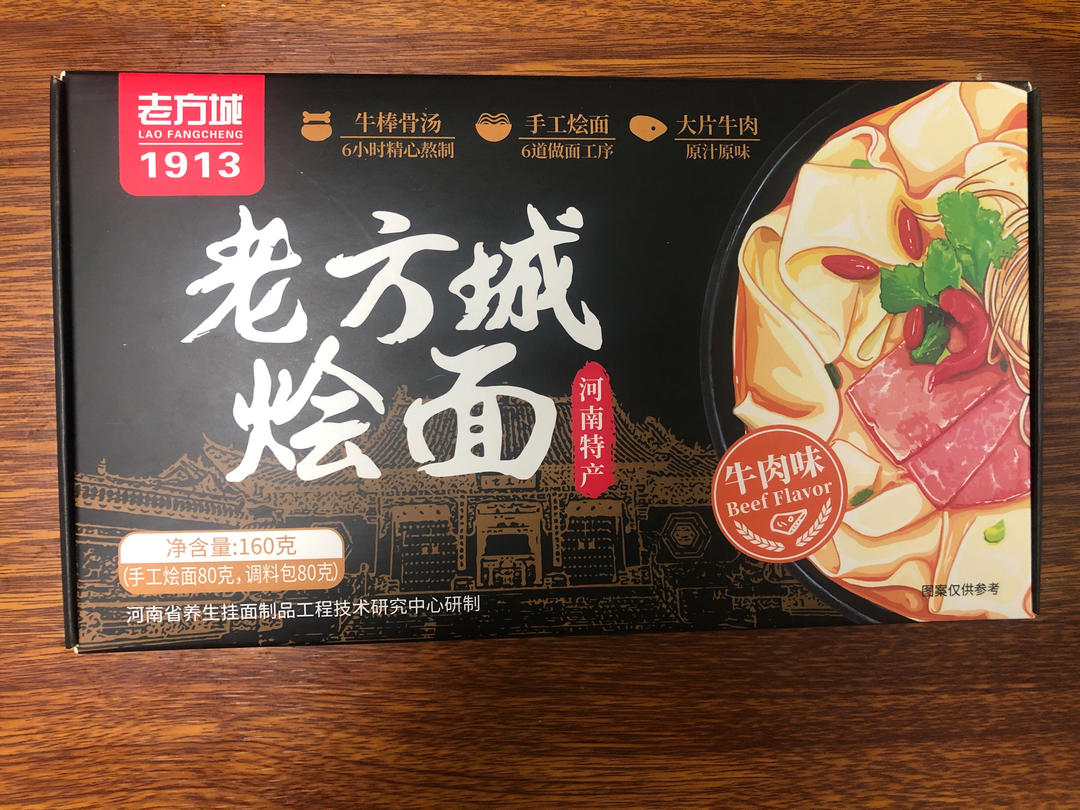 老方城
LAO FANGCHENG
1913
牛棒骨汤
6小时精心熬制
手工烩面
6道做面工序
大片牛肉
原汁原味
老方城
烩面
河南特产
牛肉味
Beef Flavor
净含量:160克
(手工烩面80克,调料包80克)
河南省养生挂面制品工程技术研究中心研制
图案仅供参考